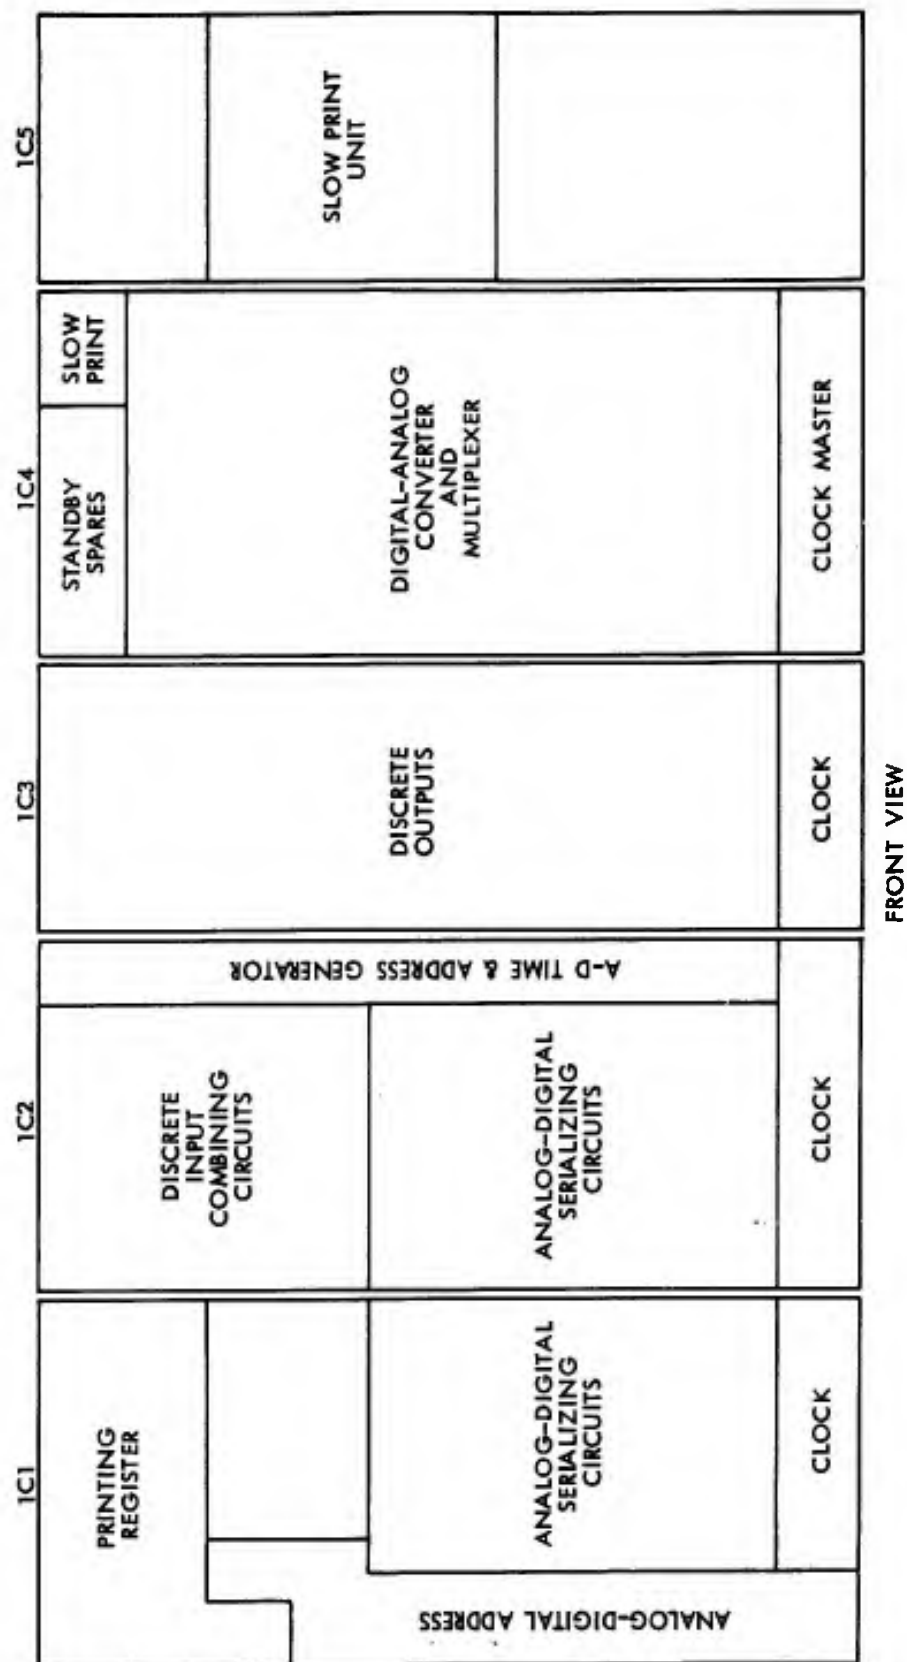 1C1
PRINTING
REGISTER
ANALOG-DIGITAL ADDRESS
ANALOG-DIGITAL
SERIALIZING
CIRCUITS
CLOCK
1C2
DISCRETE
INPUT
COMBINING
CIRCUITS
A-D TIME & ADDRESS GENERATOR
ANALOG-DIGITAL
SERIALIZING
CIRCUITS
CLOCK
1C3
DISCRETE
OUTPUTS
CLOCK
1C4
STANDBY
SPARES
SLOW
PRINT
DIGITAL-ANALOG
CONVERTER
AND
MULTIPLEXER
CLOCK MASTER
1C5
SLOW PRINT
UNIT
FRONT VIEW